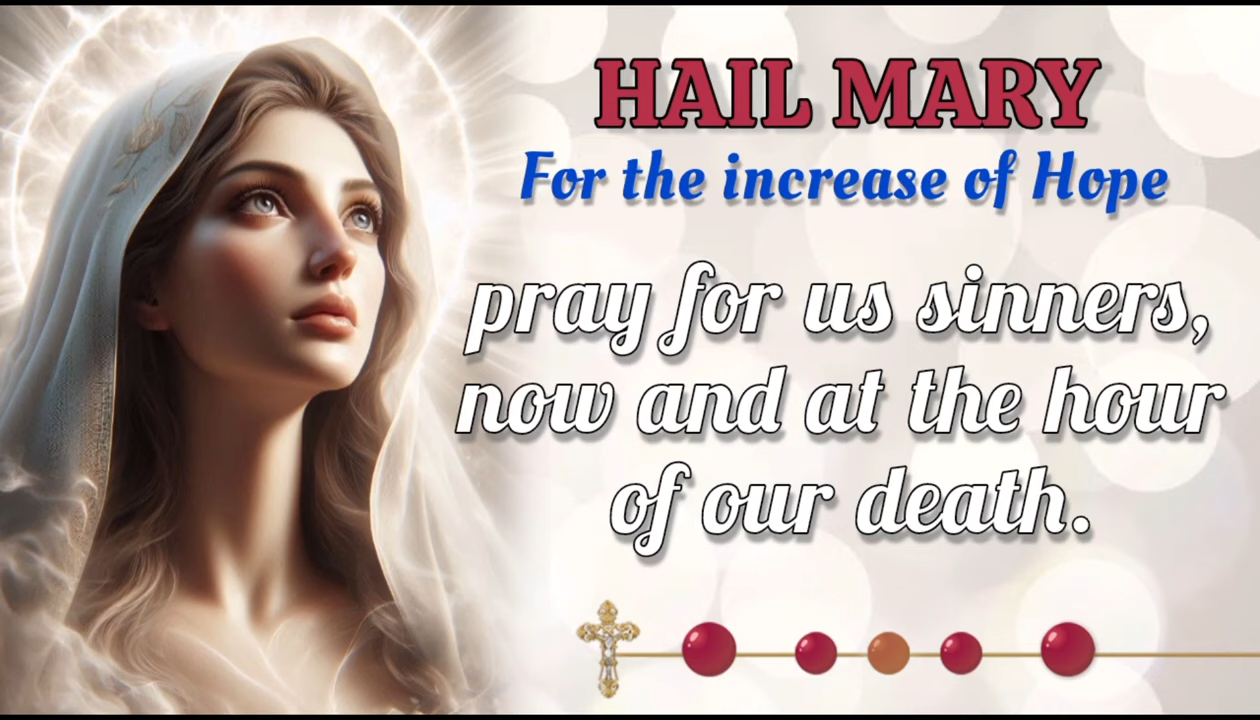 HAIL MARY
For the increase of Hope
pray for us sinners,
now and at the hour
of our death.